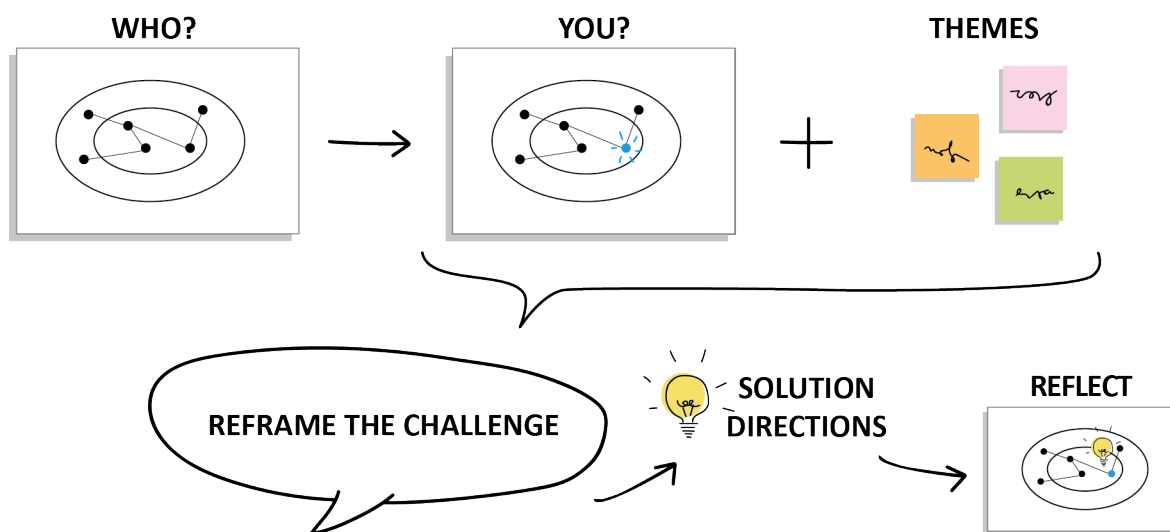 WHO?
YOU?
THEMES
REFRAME THE CHALLENGE
SOLUTION
DIRECTIONS
REFLECT